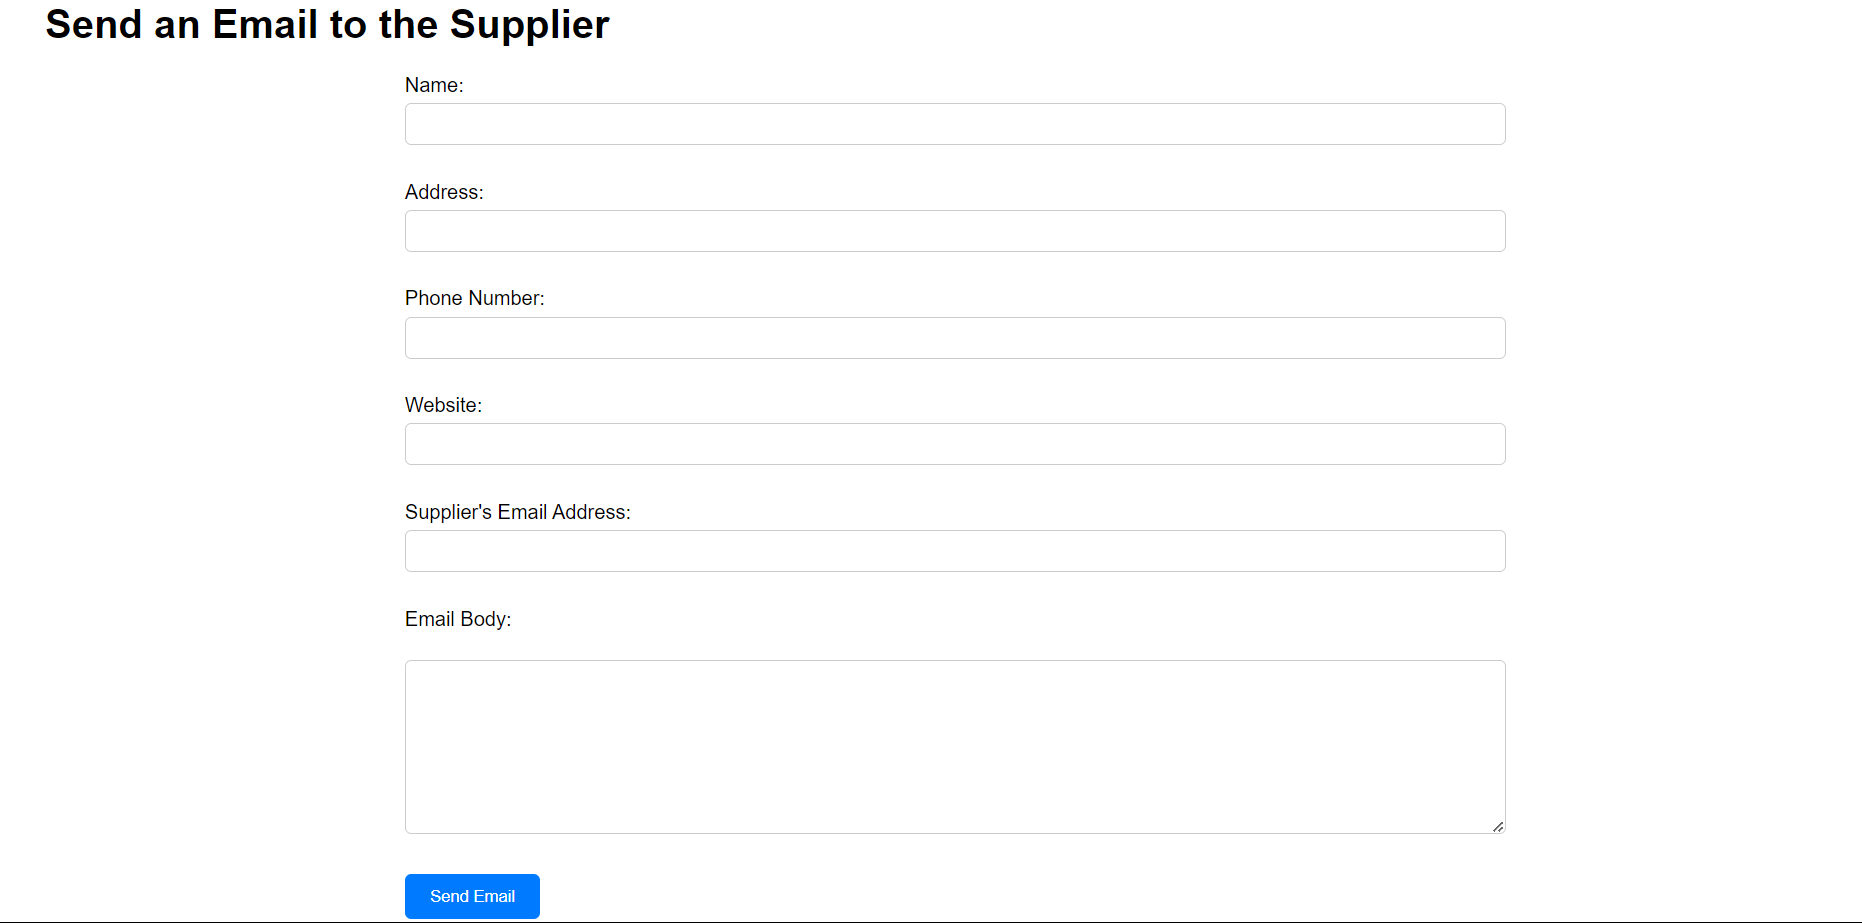 Send an Email to the Supplier
Name:
Address:
Phone Number:
Website:
Supplier's Email Address:
Email Body:
Send Email